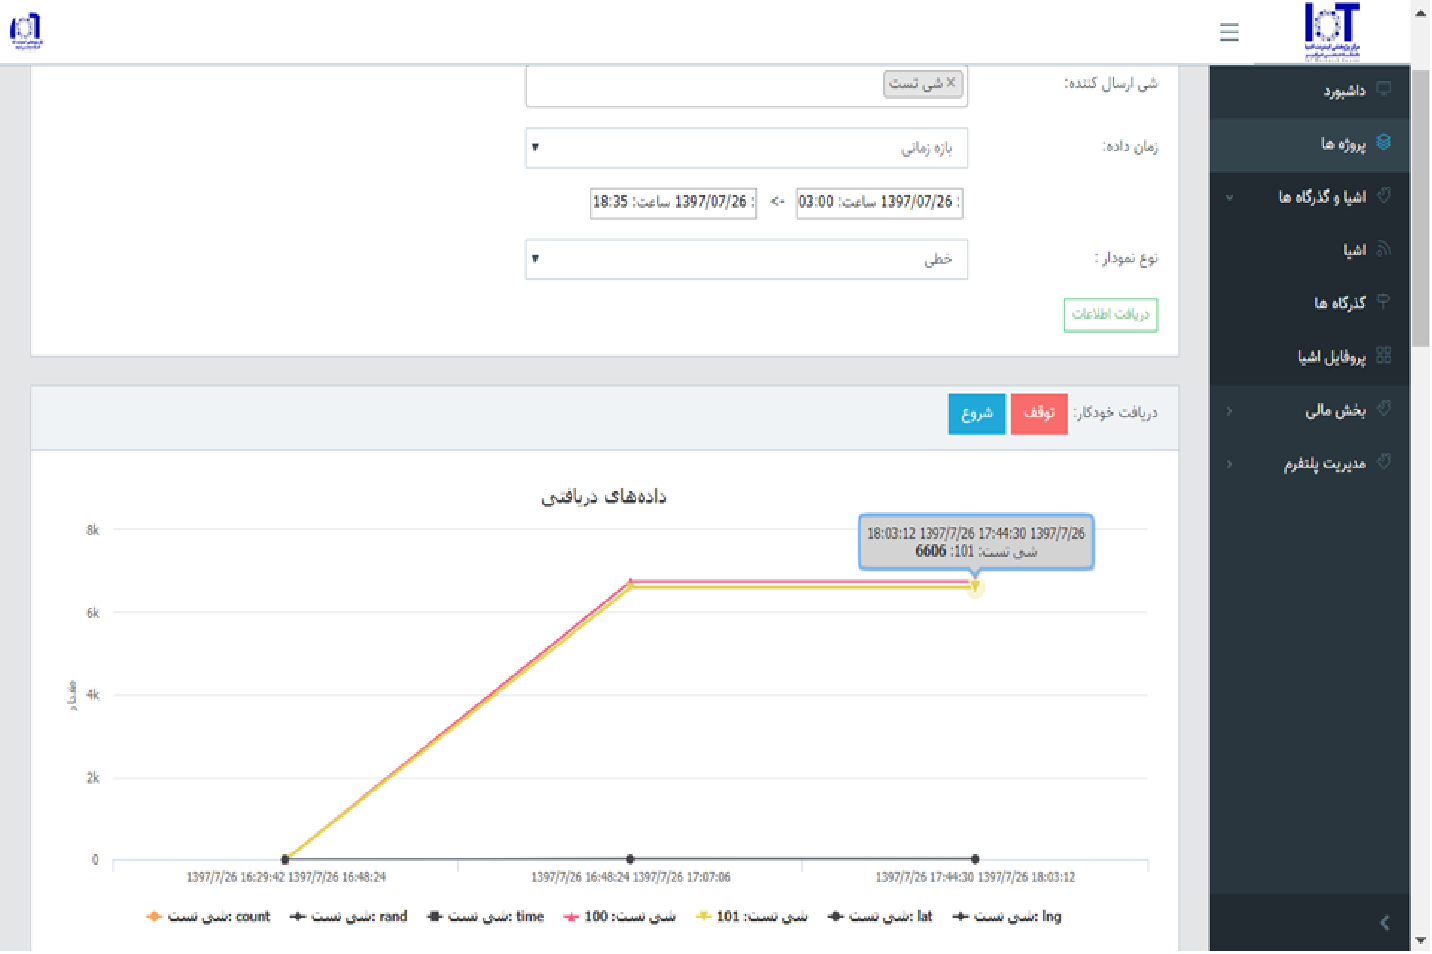 IoT
مرکز پژوهشی اینترنت اشیا
داشبورد
پروژه ها
اشیا و گذرگاه ها
اشیا
گذرگاه ها
پروفایل اشیا
بخش مالی
مدیریت پلتفرم
شی ارسال کننده:
× شی تست
زمان داده:
بازه زمانی
: 1397/07/26 ساعت: 03:00
->
: 1397/07/26 ساعت: 18:35
نوع نمودار :
خطی
دریافت اطلاعات
دریافت خودکار:
توقف
شروع
داده‌های دریافتی
1397/7/26 17:44:30 1397/7/26 18:03:12
شی تست: 101: 6606
مقدار
8k
6k
4k
2k
0
1397/7/26 16:29:42 1397/7/26 16:48:24
1397/7/26 16:48:24 1397/7/26 17:07:06
1397/7/26 17:44:30 1397/7/26 18:03:12
شی تست: count
شی تست: rand
شی تست: time
شی تست: 100
شی تست: 101
شی تست: lat
شی تست: lng